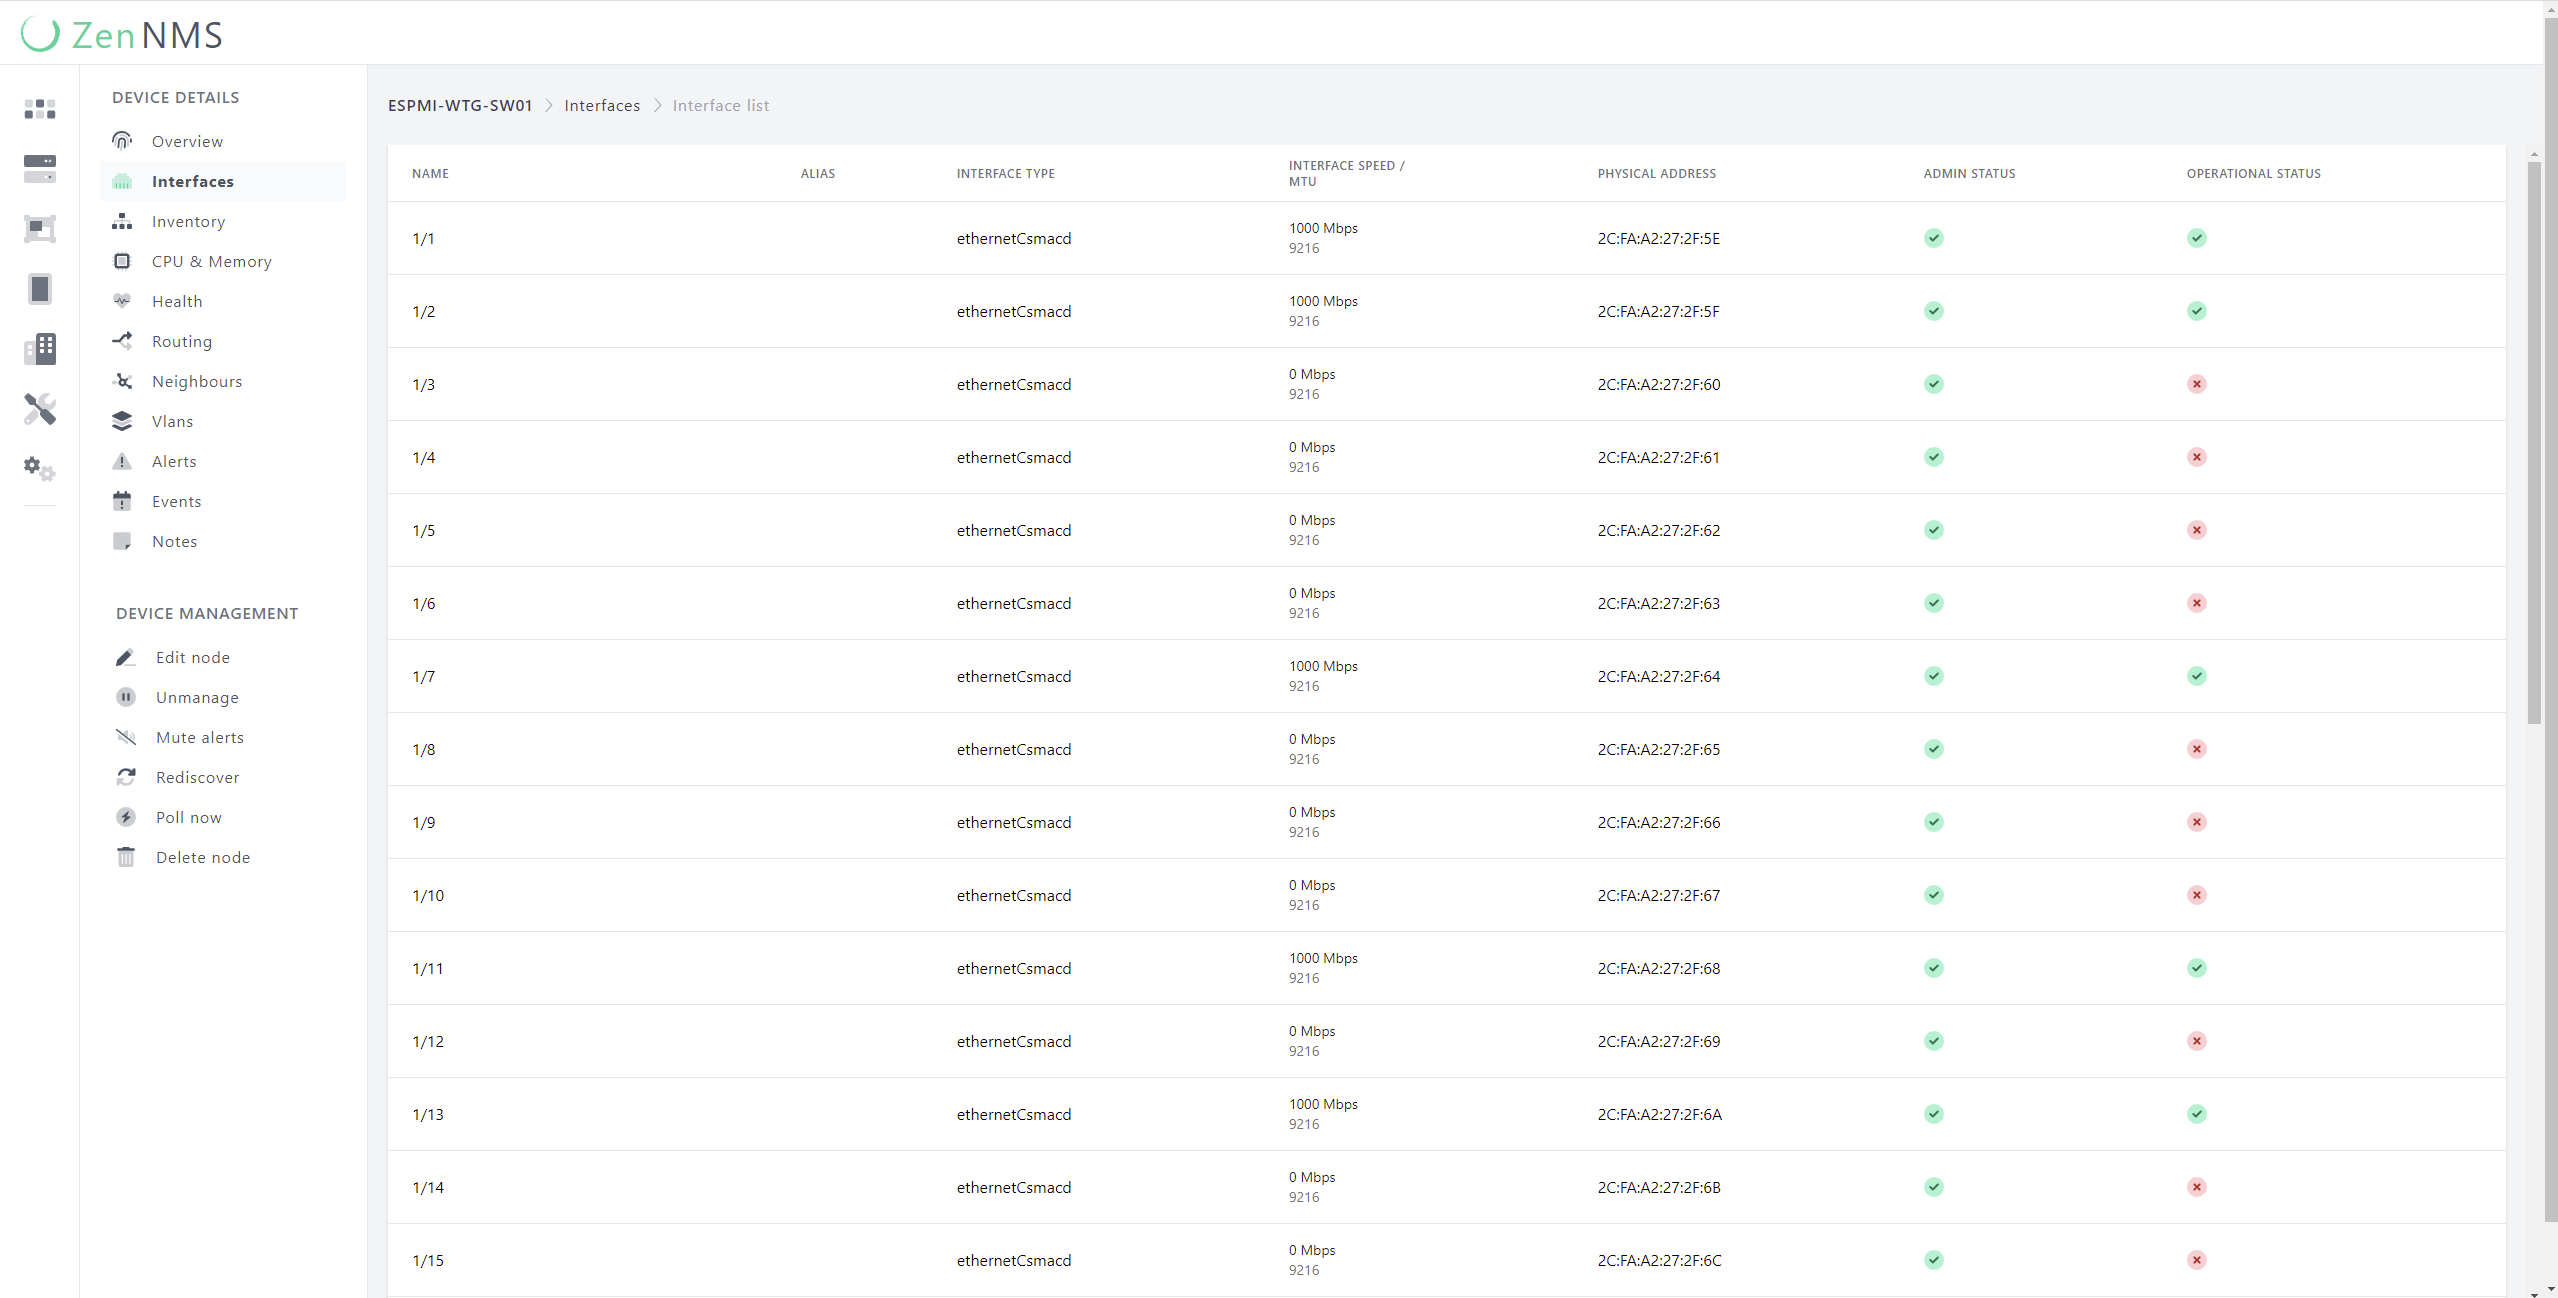 ZenNMS
DEVICE DETAILS
Overview
Interfaces
Inventory
CPU & Memory
Health
Routing
Neighbours
Vlans
Alerts
Events
Notes
DEVICE MANAGEMENT
Edit node
Unmanage
Mute alerts
Rediscover
Poll now
Delete node
ESPMI-WTG-SW01 > Interfaces > Interface list
NAME ALIAS INTERFACE TYPE INTERFACE SPEED / MTU PHYSICAL ADDRESS ADMIN STATUS OPERATIONAL STATUS
1/1 ethernetCsmacd 1000 Mbps 9216 2C:FA:A2:27:2F:5E
1/2 ethernetCsmacd 1000 Mbps 9216 2C:FA:A2:27:2F:5F
1/3 ethernetCsmacd 0 Mbps 9216 2C:FA:A2:27:2F:60
1/4 ethernetCsmacd 0 Mbps 9216 2C:FA:A2:27:2F:61
1/5 ethernetCsmacd 0 Mbps 9216 2C:FA:A2:27:2F:62
1/6 ethernetCsmacd 0 Mbps 9216 2C:FA:A2:27:2F:63
1/7 ethernetCsmacd 1000 Mbps 9216 2C:FA:A2:27:2F:64
1/8 ethernetCsmacd 0 Mbps 9216 2C:FA:A2:27:2F:65
1/9 ethernetCsmacd 0 Mbps 9216 2C:FA:A2:27:2F:66
1/10 ethernetCsmacd 0 Mbps 9216 2C:FA:A2:27:2F:67
1/11 ethernetCsmacd 1000 Mbps 9216 2C:FA:A2:27:2F:68
1/12 ethernetCsmacd 0 Mbps 9216 2C:FA:A2:27:2F:69
1/13 ethernetCsmacd 1000 Mbps 9216 2C:FA:A2:27:2F:6A
1/14 ethernetCsmacd 0 Mbps 9216 2C:FA:A2:27:2F:6B
1/15 ethernetCsmacd 0 Mbps 9216 2C:FA:A2:27:2F:6C